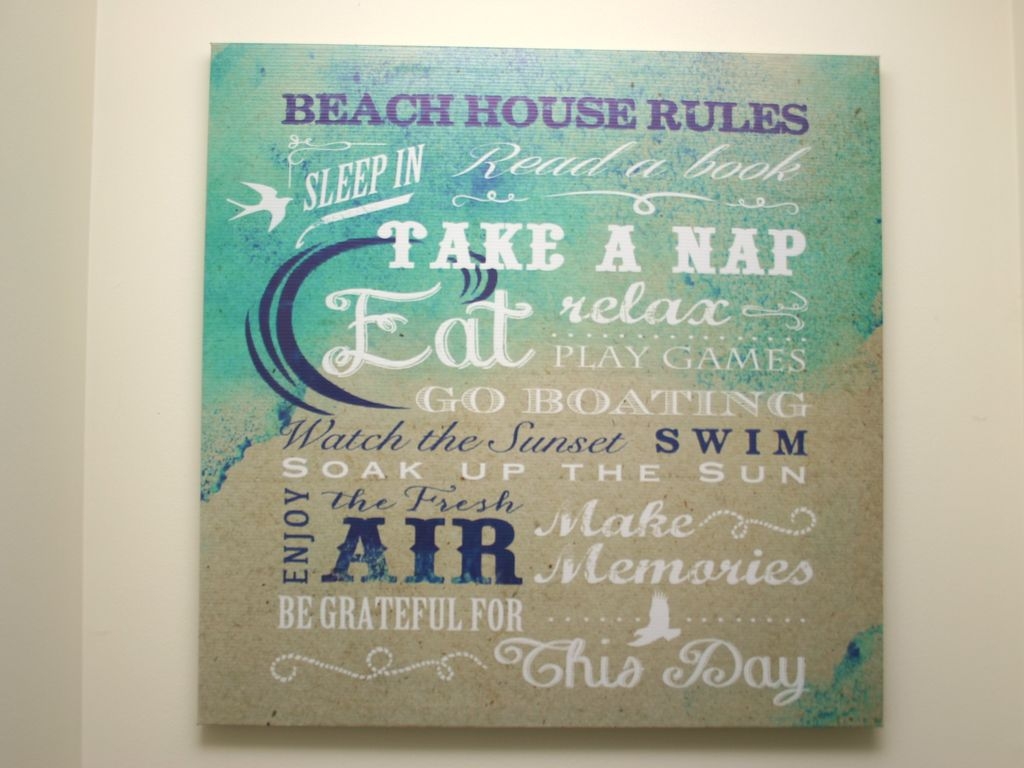 BEACH HOUSE RULES
SLEEP IN Read a book
TAKE A NAP
Eat relax
PLAY GAMES
GO BOATING
Watch the Sunset SWIM
SOAK UP THE SUN
ENJOY the Fresh AIR
Make Memories
BE GRATEFUL FOR
This Day